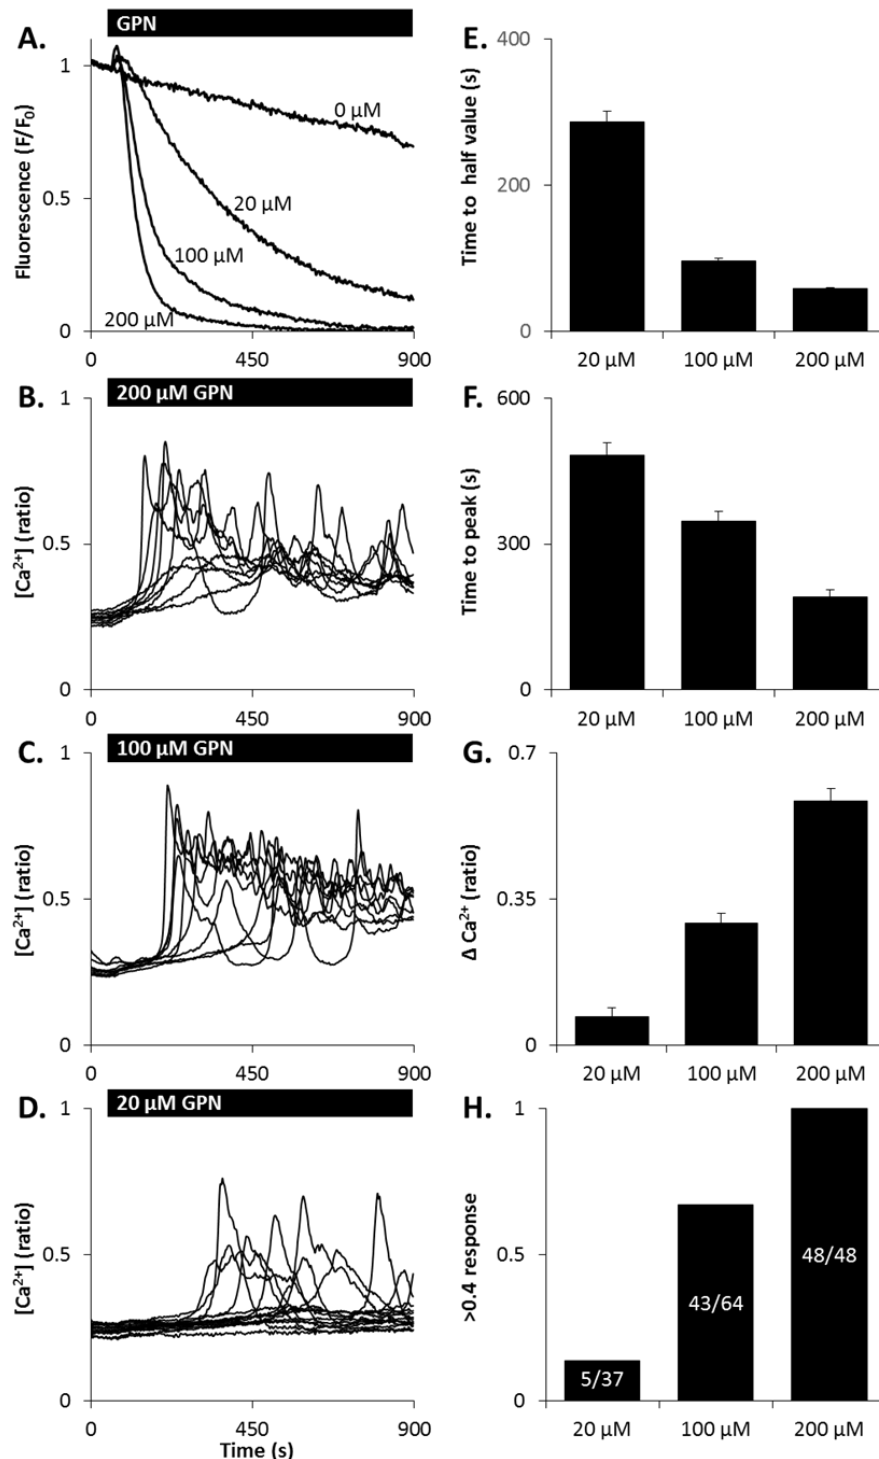 A.
GPN
Fluorescence (F/F₀)
1
0.5
0
0 µM
20 µM
100 µM
200 µM
0
450
900
E.
Time to half value (s)
400
200
0
20 µM
100 µM
200 µM
B.
200 µM GPN
[Ca²⁺] (ratio)
1
0.5
0
0
450
900
F.
Time to peak (s)
600
300
0
20 µM
100 µM
200 µM
C.
100 µM GPN
[Ca²⁺] (ratio)
1
0.5
0
0
450
900
G.
Δ Ca²⁺ (ratio)
0.7
0.35
0
20 µM
100 µM
200 µM
D.
20 µM GPN
[Ca²⁺] (ratio)
1
0.5
0
0
450
900
Time (s)
H.
>0.4 response
1
0.5
0
5/37
43/64
48/48
20 µM
100 µM
200 µM